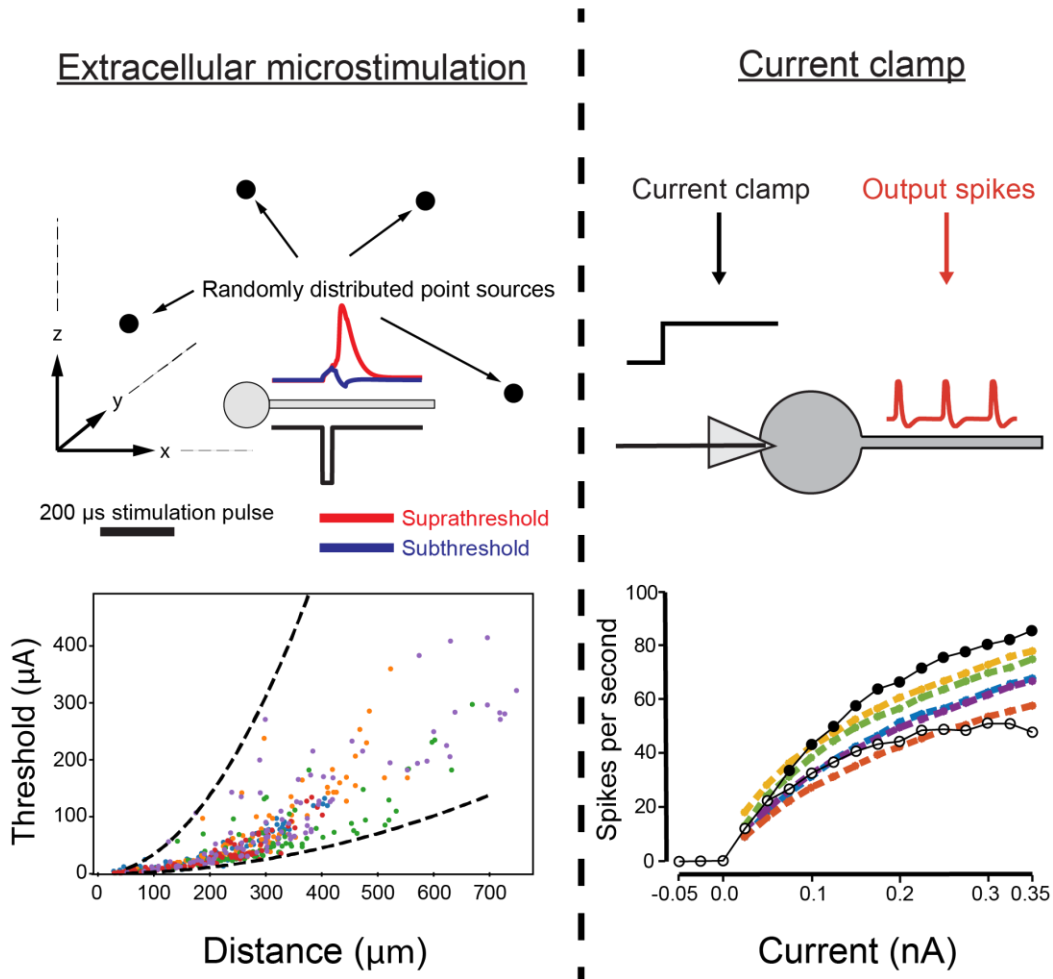 Extracellular microstimulation
Randomly distributed point sources
z
y
x
200 µs stimulation pulse
Suprathreshold
Subthreshold
Threshold (µA)
400
300
200
100
0
0 100 200 300 400 500 600 700
Distance (µm)
Current clamp
Current clamp
Output spikes
Spikes per second
100
80
60
40
20
0
-0.05 0.0 0.1 0.2 0.3 0.35
Current (nA)